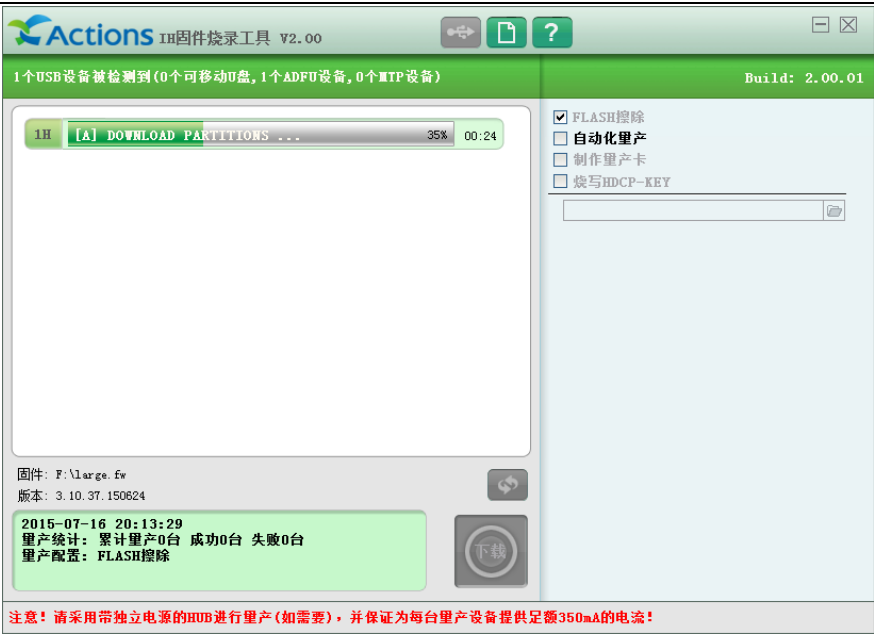 Actions IH固件烧录工具 V2.00
?
1个USB设备被检测到(0个可移动U盘,1个ADFU设备,0个MTP设备)
Build: 2.00.01
1H [A] DOWNLOAD PARTITIONS ... 35% 00:24
FLASH擦除
自动化量产
制作量产卡
烧写HDCP-KEY
固件: F:\large.fw
版本: 3.10.37.150624
2015-07-16 20:13:29
量产统计: 累计量产0台 成功0台 失败0台
量产配置: FLASH擦除
下载
注意! 请采用带独立电源的HUB进行量产(如需要), 并保证为每台量产设备提供足额350mA的电流!